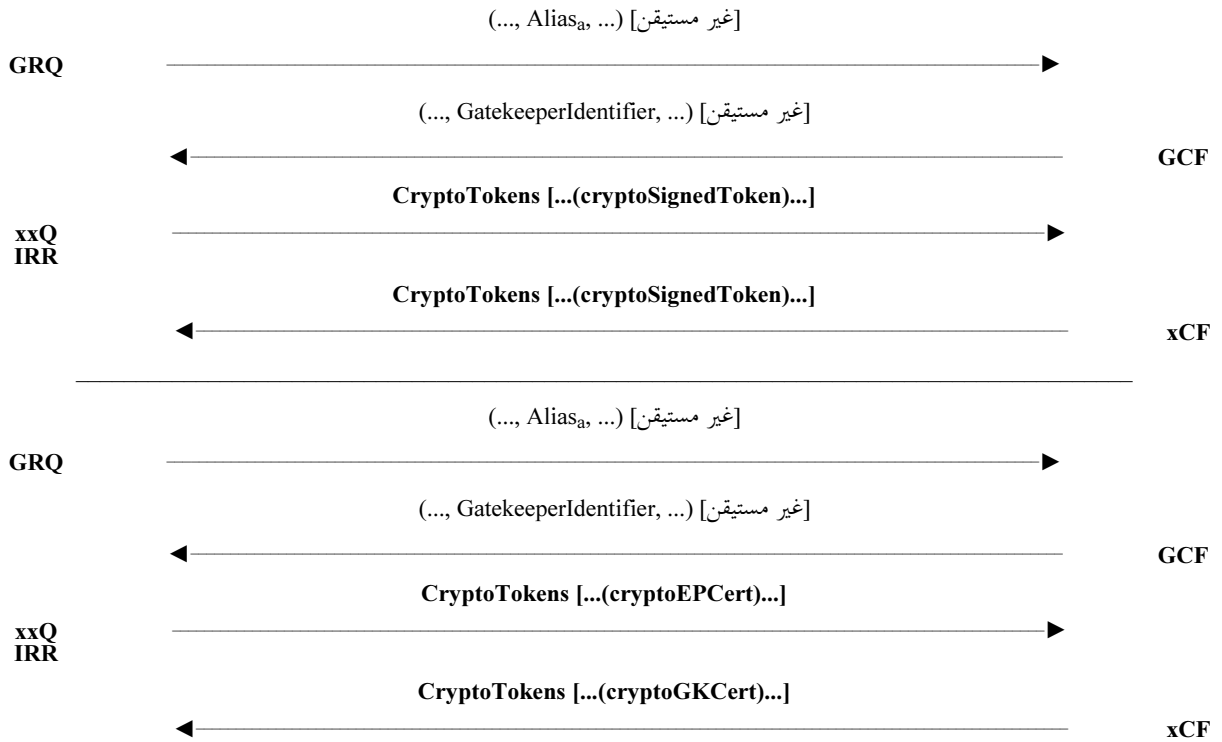 (..., Aliasₐ, ...) [غير مستيقن]
GRQ
(..., GatekeeperIdentifier, ...) [غير مستيقن]
GCF
CryptoTokens [...(cryptoSignedToken)...]
xxQ
IRR
CryptoTokens [...(cryptoSignedToken)...]
xCF
(..., Aliasₐ, ...) [غير مستيقن]
GRQ
(..., GatekeeperIdentifier, ...) [غير مستيقن]
GCF
CryptoTokens [...(cryptoEPCert)...]
xxQ
IRR
CryptoTokens [...(cryptoGKCert)...]
xCF